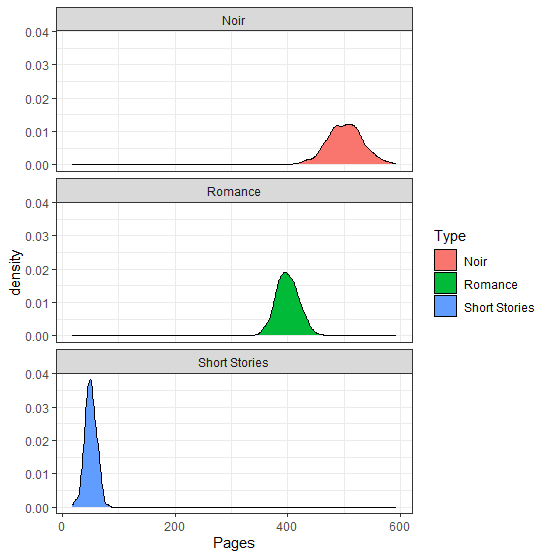 Noir
0.04
0.03
0.02
0.01
0.00
Romance
0.04
0.03
0.02
0.01
0.00
Short Stories
0.04
0.03
0.02
0.01
0.00
0 200 400 600
Pages
density
Type
Noir
Romance
Short Stories